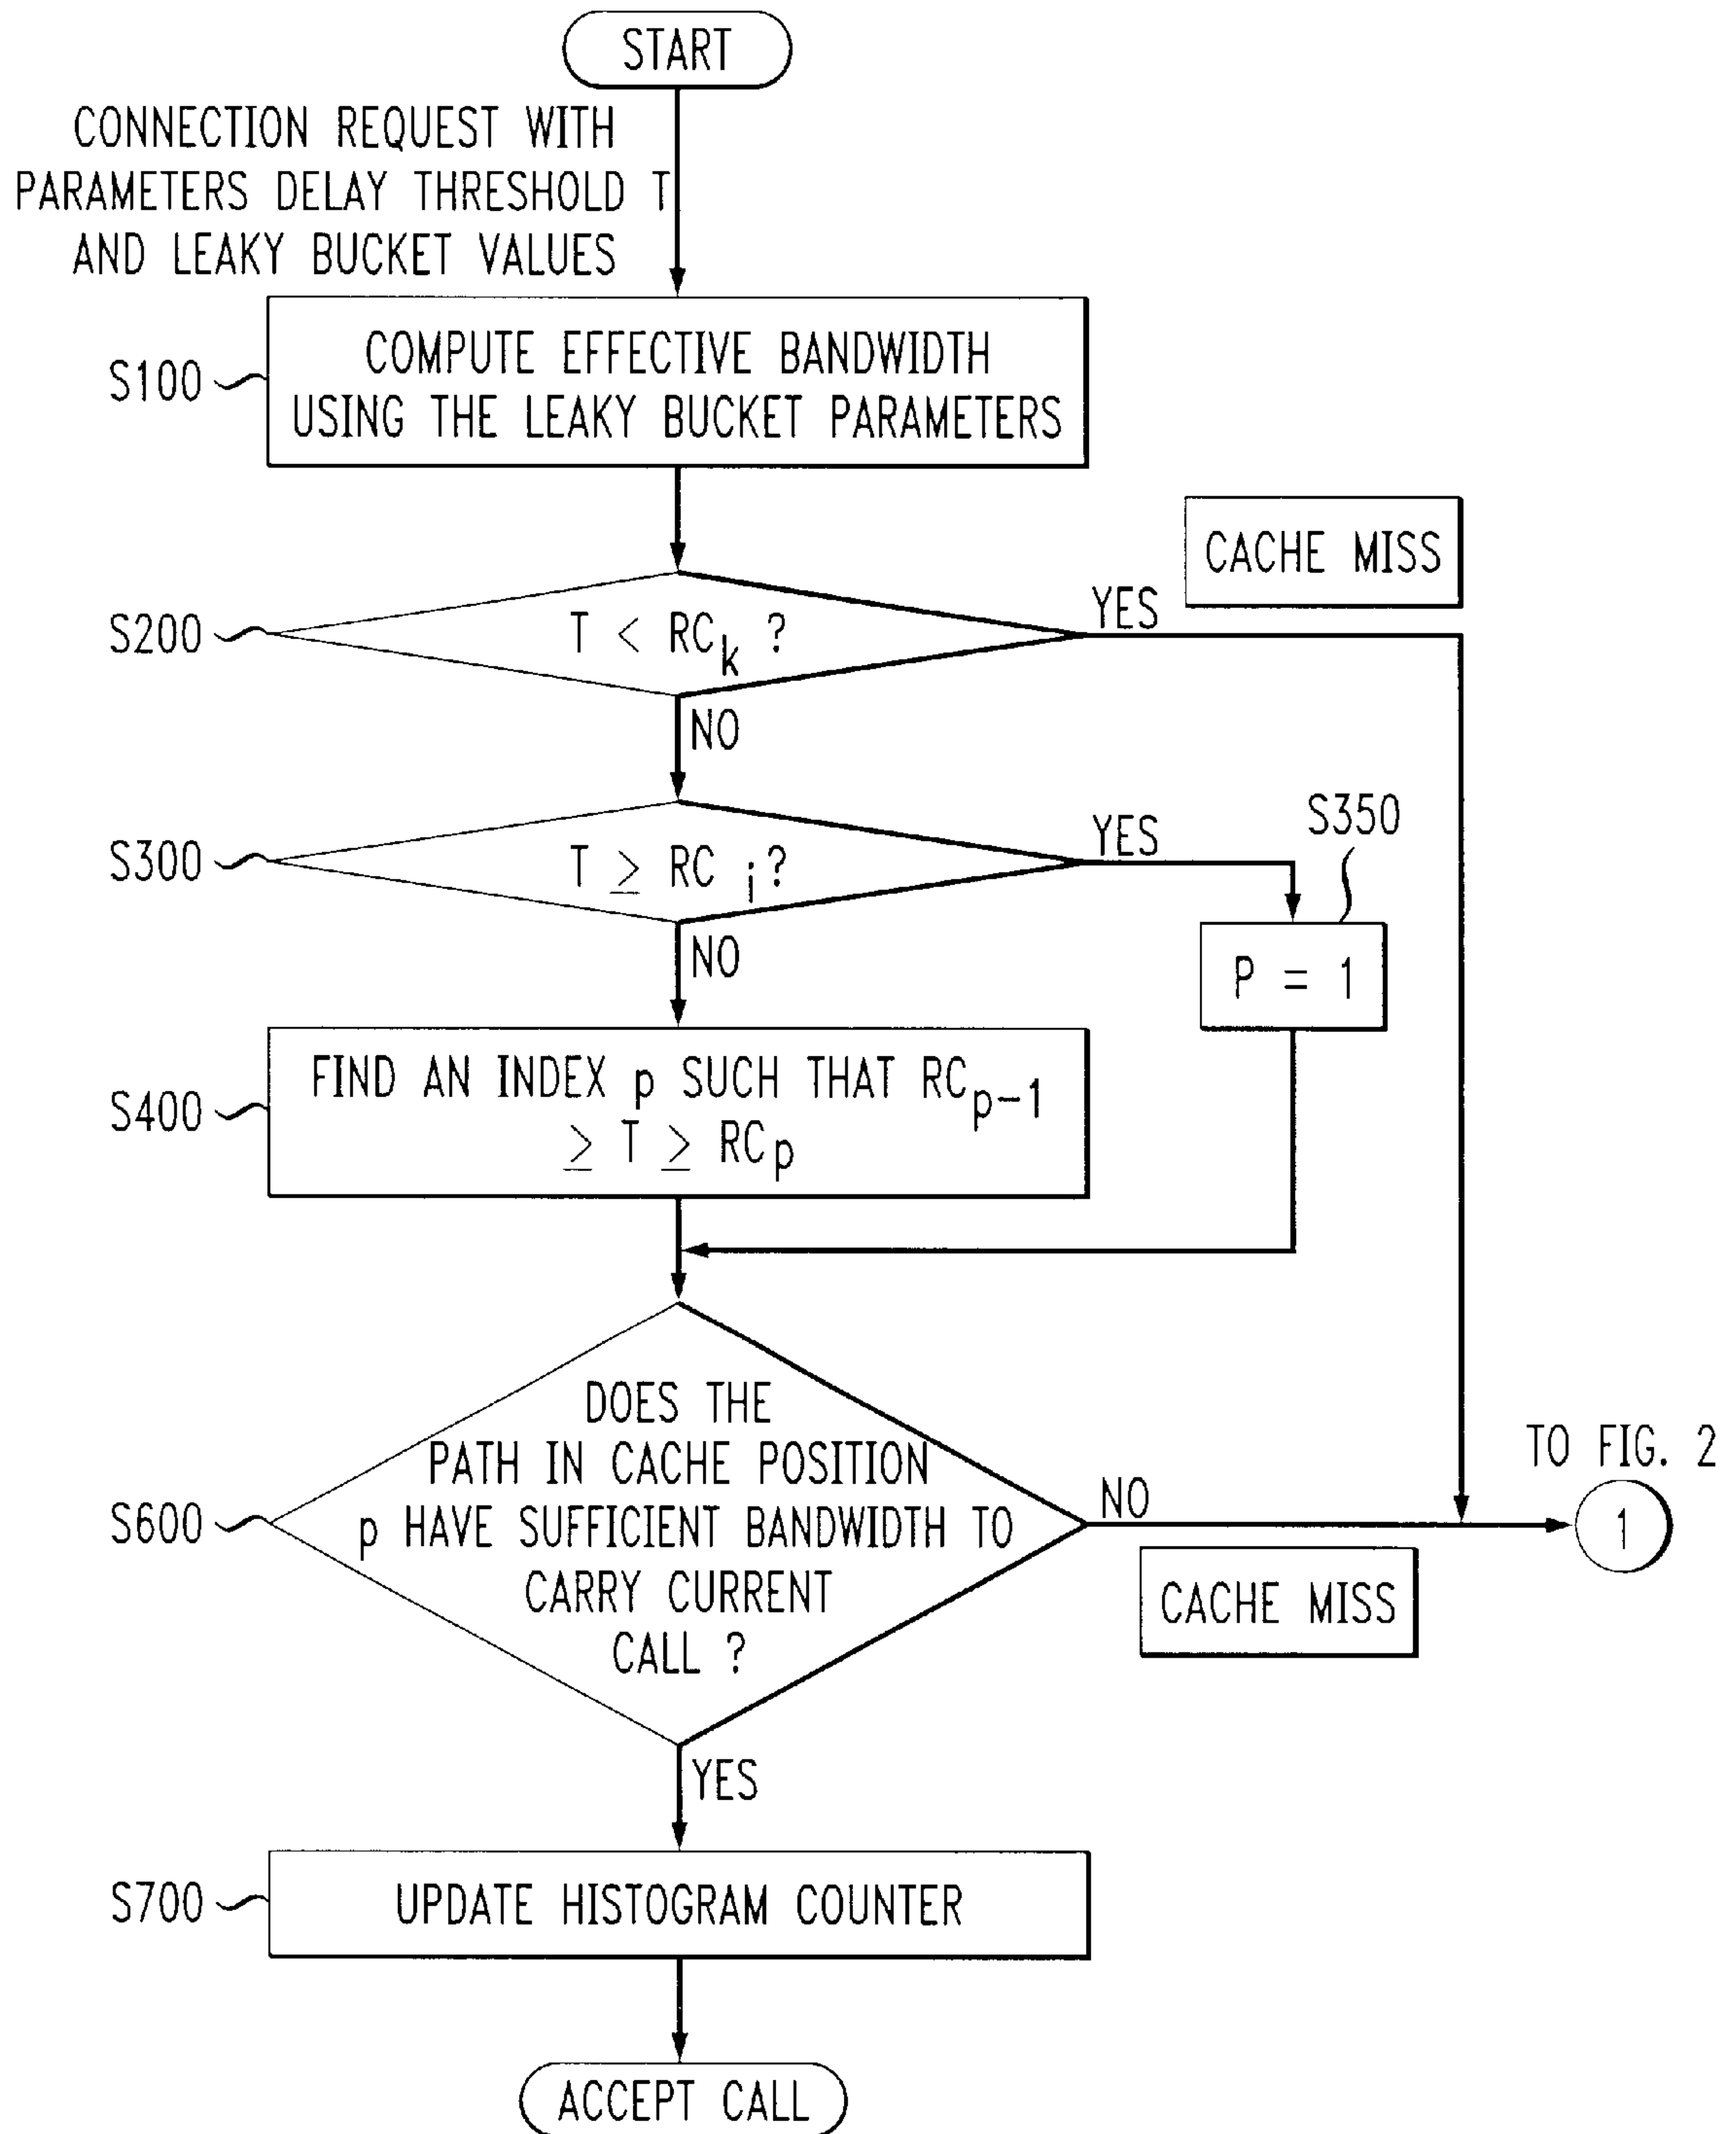 START
CONNECTION REQUEST WITH
PARAMETERS DELAY THRESHOLD T
AND LEAKY BUCKET VALUES
S100
COMPUTE EFFECTIVE BANDWIDTH
USING THE LEAKY BUCKET PARAMETERS
CACHE MISS
S200
T < RCk ?
YES
NO
S350
S300
T ≥ RC i?
YES
P = 1
NO
S400
FIND AN INDEX p SUCH THAT RCp-1
≥ T ≥ RCp
TO FIG. 2
1
S600
DOES THE
PATH IN CACHE POSITION
p HAVE SUFFICIENT BANDWIDTH TO
CARRY CURRENT
CALL ?
NO
CACHE MISS
YES
S700
UPDATE HISTOGRAM COUNTER
ACCEPT CALL